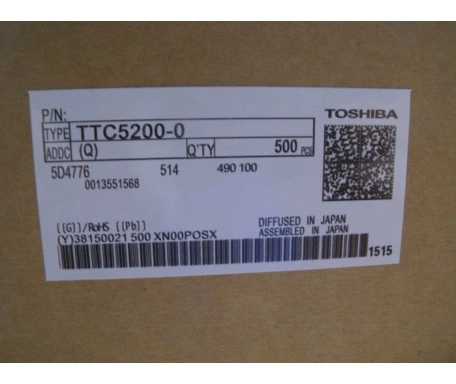 P/N:
TOSHIBA
TYPE TTC5200-0
ADDC (Q) Q'TY 500 PCS
5D4776 514 490 100
0013551568
[[G]]/RoHS [[Pb]]
DIFFUSED IN JAPAN
(Y)38150021 500 XN00POSX
ASSEMBLED IN JAPAN
1515